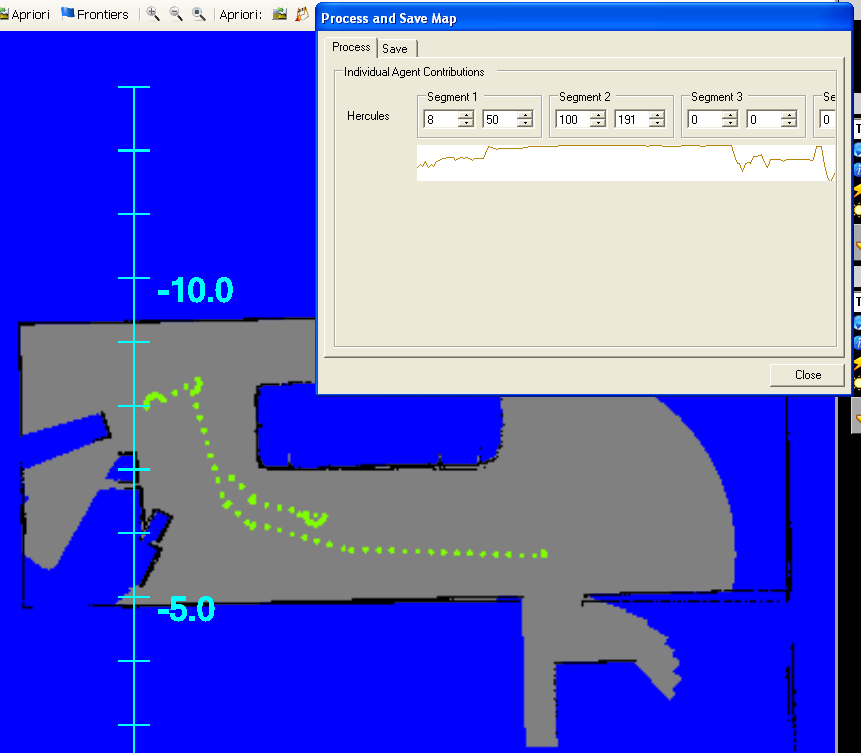 Apriori Frontiers Apriori:
Process and Save Map
Process Save
Individual Agent Contributions
Segment 1 Segment 2 Segment 3 Se
Hercules 8 50 100 191 0 0 0
Close
-10.0
-5.0
T
T